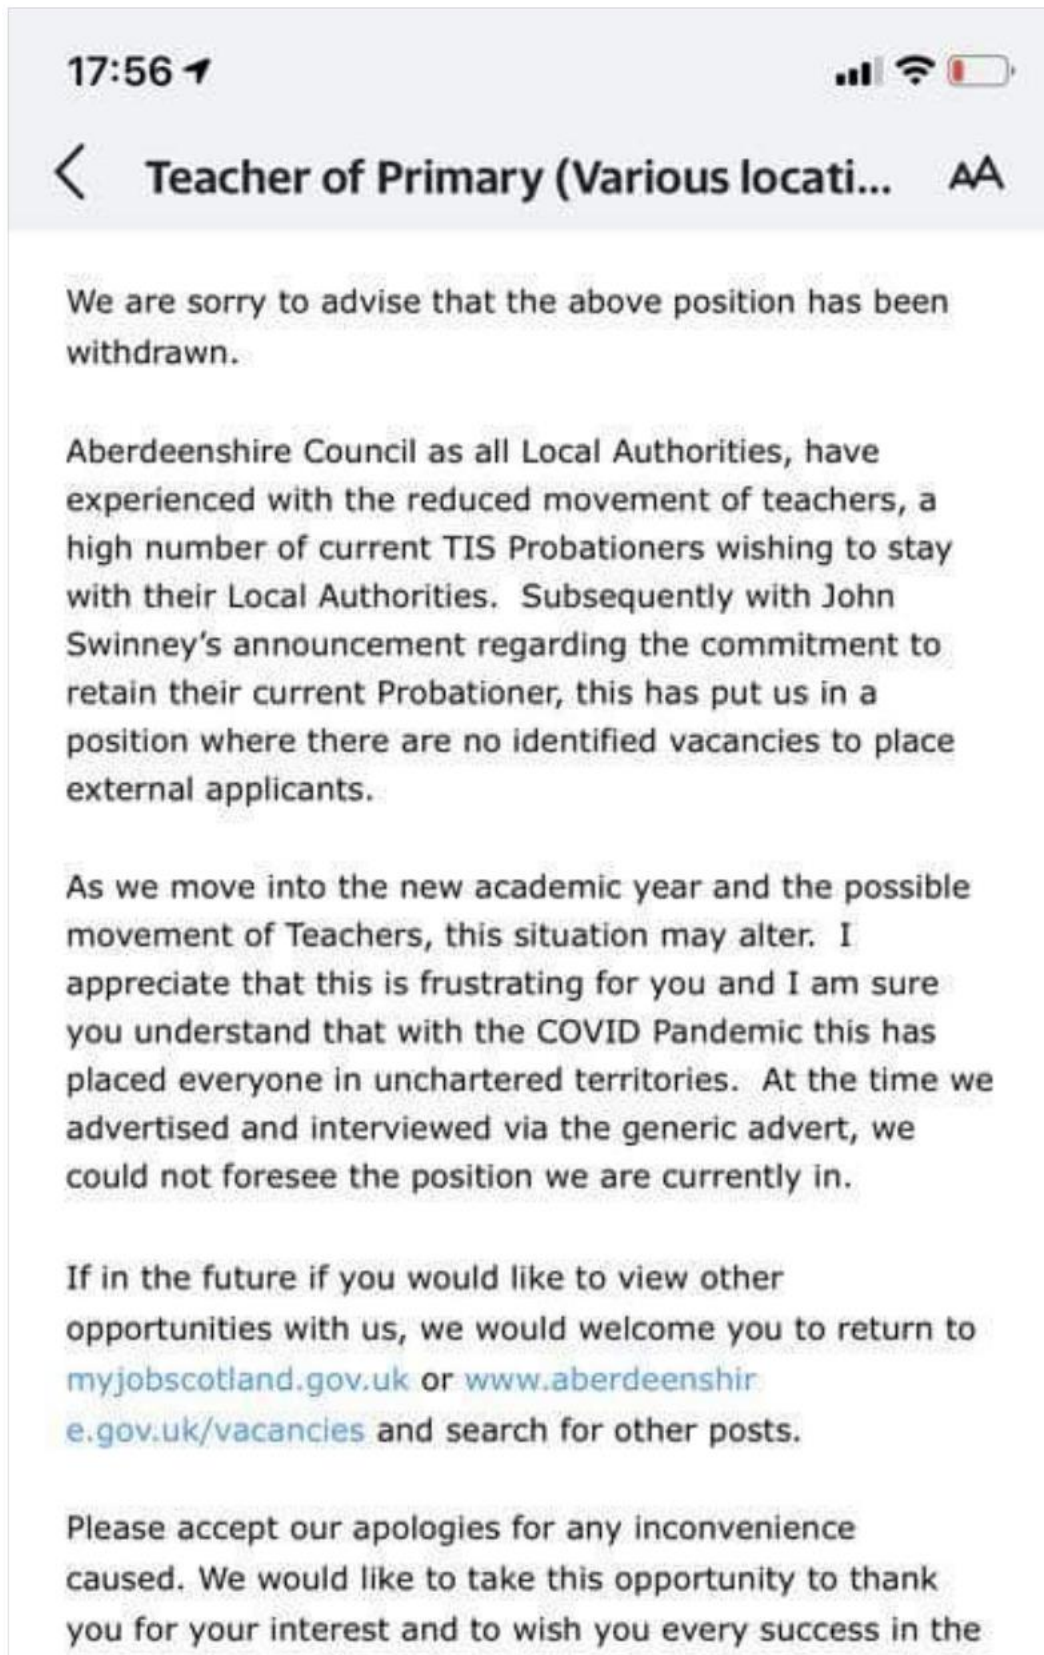 17:56
Teacher of Primary (Various locati...
AA
We are sorry to advise that the above position has been
withdrawn.
Aberdeenshire Council as all Local Authorities, have
experienced with the reduced movement of teachers, a
high number of current TIS Probationers wishing to stay
with their Local Authorities.  Subsequently with John
Swinney's announcement regarding the commitment to
retain their current Probationer, this has put us in a
position where there are no identified vacancies to place
external applicants.
As we move into the new academic year and the possible
movement of Teachers, this situation may alter.  I
appreciate that this is frustrating for you and I am sure
you understand that with the COVID Pandemic this has
placed everyone in unchartered territories.  At the time we
advertised and interviewed via the generic advert, we
could not foresee the position we are currently in.
If in the future if you would like to view other
opportunities with us, we would welcome you to return to
myjobscotland.gov.uk or www.aberdeenshir
e.gov.uk/vacancies and search for other posts.
Please accept our apologies for any inconvenience
caused. We would like to take this opportunity to thank
you for your interest and to wish you every success in the